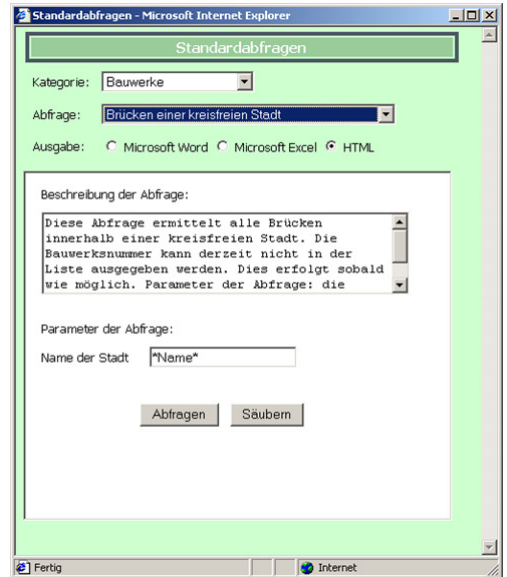 Standardabfragen - Microsoft Internet Explorer
Standardabfragen
Kategorie: Bauwerke
Abfrage: Brücken einer kreisfreien Stadt
Ausgabe: Microsoft Word Microsoft Excel HTML
Beschreibung der Abfrage:
Diese Abfrage ermittelt alle Brücken
innerhalb einer kreisfreien Stadt. Die
Bauwerksnummer kann derzeit nicht in der
Liste ausgegeben werden. Dies erfolgt sobald
wie möglich. Parameter der Abfrage: die
Parameter der Abfrage:
Name der Stadt *Name*
Abfragen Säubern
Fertig Internet